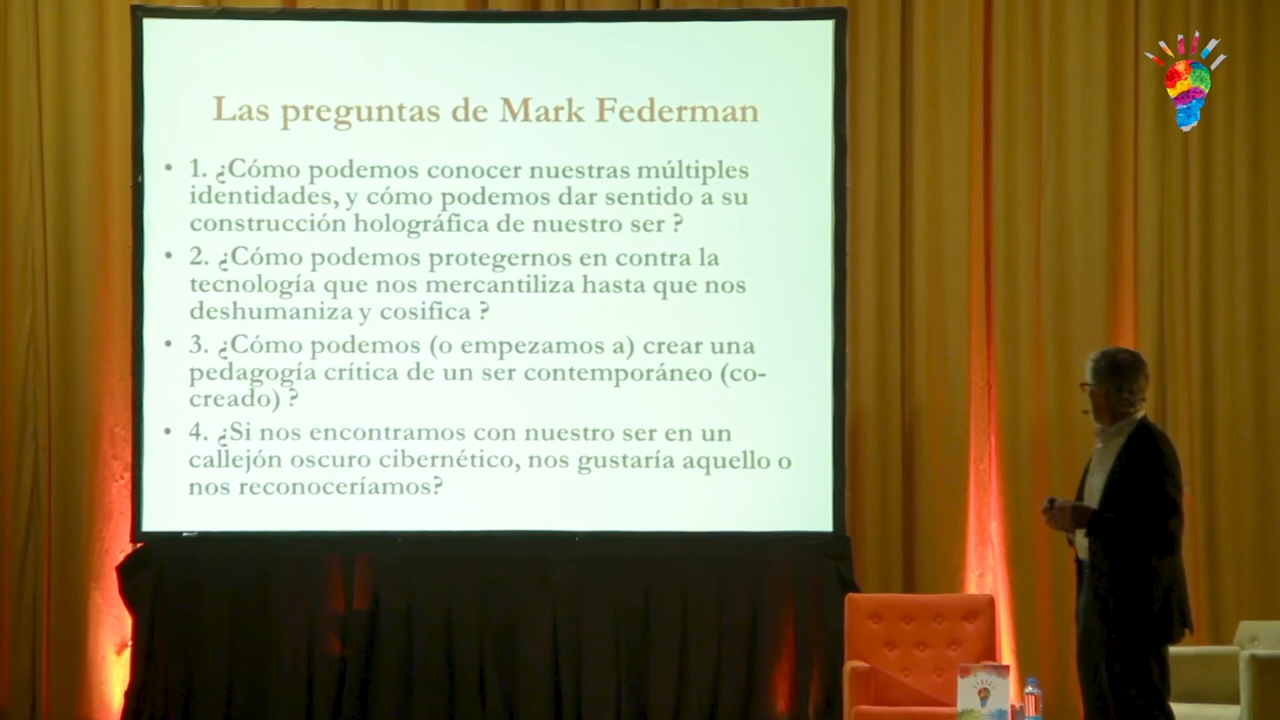 Las preguntas de Mark Federman
• 1. ¿Cómo podemos conocer nuestras múltiples
identidades, y cómo podemos dar sentido a su
construcción holográfica de nuestro ser ?
• 2. ¿Cómo podemos protegernos en contra la
tecnología que nos mercantiliza hasta que nos
deshumaniza y cosifica ?
• 3. ¿Cómo podemos (o empezamos a) crear una
pedagogía crítica de un ser contemporáneo (co-
creado) ?
• 4. ¿Si nos encontramos con nuestro ser en un
callejón oscuro cibernético, nos gustaría aquello o
nos reconoceríamos?